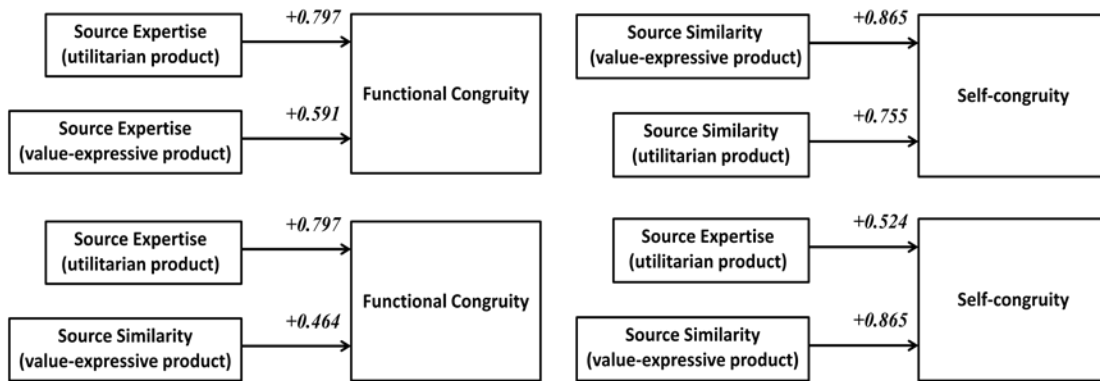 +0.797
Source Expertise
(utilitarian product)
Functional Congruity
+0.591
Source Expertise
(value-expressive product)
+0.865
Source Similarity
(value-expressive product)
Self-congruity
+0.755
Source Similarity
(utilitarian product)
+0.797
Source Expertise
(utilitarian product)
Functional Congruity
+0.464
Source Similarity
(value-expressive product)
+0.524
Source Expertise
(utilitarian product)
Self-congruity
+0.865
Source Similarity
(value-expressive product)